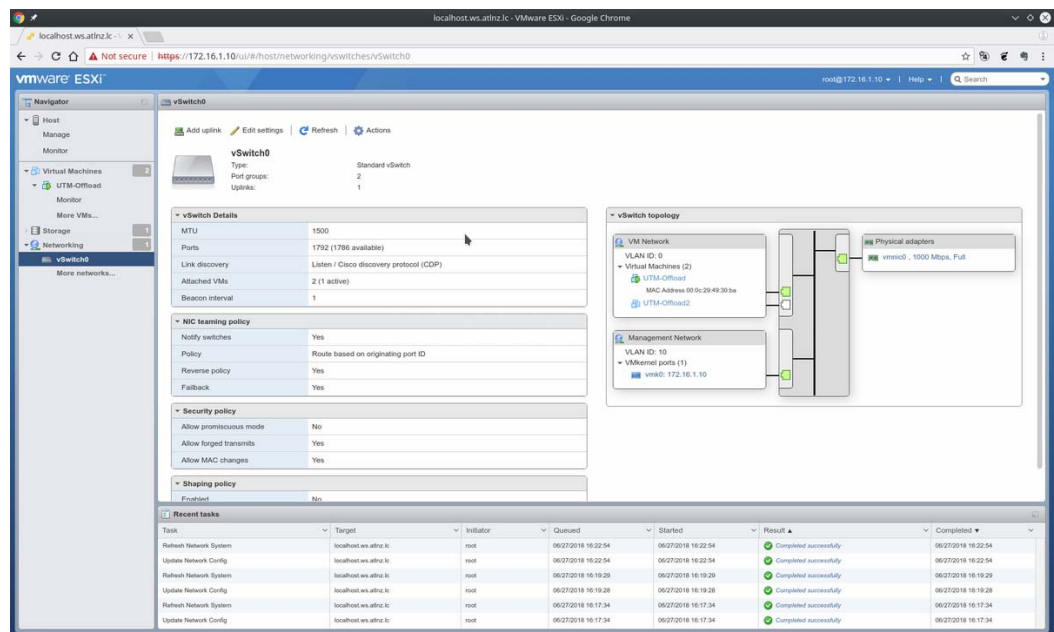 localhost.ws.atlnz.lc - VMware ESXi - Google Chrome
localhost.ws.atlnz.lc - V
Not secure | https://172.16.1.10/ui/#/host/networking/vswitches/vSwitch0
vmware ESXi
root@172.16.1.10 | Help | Search
Navigator
Host
Manage
Monitor
Virtual Machines 2
UTM-Offload
Monitor
More VMs...
Storage 1
Networking 1
vSwitch0
More networks...
vSwitch0
Add uplink Edit settings | Refresh | Actions
vSwitch0
Type: Standard vSwitch
Port groups: 2
Uplinks: 1
vSwitch Details
MTU 1500
Ports 1792 (1786 available)
Link discovery Listen / Cisco discovery protocol (CDP)
Attached VMs 2 (1 active)
Beacon interval 1
NIC teaming policy
Notify switches Yes
Policy Route based on originating port ID
Reverse policy Yes
Failback Yes
Security policy
Allow promiscuous mode No
Allow forged transmits Yes
Allow MAC changes Yes
Shaping policy
Enabled No
vSwitch topology
VM Network
VLAN ID: 0
Virtual Machines (2)
UTM-Offload
MAC Address 00:0c:29:49:30:ba
UTM-Offload2
Management Network
VLAN ID: 10
VMkernel ports (1)
vmk0: 172.16.1.10
Physical adapters
vmnic0 , 1000 Mbps, Full
Recent tasks
Task Target Initiator Queued Started Result Completed
Refresh Network System localhost.ws.atlnz.lc root 06/27/2018 16:22:54 06/27/2018 16:22:54 Completed successfully 06/27/2018 16:22:54
Update Network Config localhost.ws.atlnz.lc root 06/27/2018 16:22:54 06/27/2018 16:22:54 Completed successfully 06/27/2018 16:22:54
Refresh Network System localhost.ws.atlnz.lc root 06/27/2018 16:19:29 06/27/2018 16:19:29 Completed successfully 06/27/2018 16:19:29
Update Network Config localhost.ws.atlnz.lc root 06/27/2018 16:19:28 06/27/2018 16:19:28 Completed successfully 06/27/2018 16:19:28
Refresh Network System localhost.ws.atlnz.lc root 06/27/2018 16:17:34 06/27/2018 16:17:34 Completed successfully 06/27/2018 16:17:34
Update Network Config localhost.ws.atlnz.lc root 06/27/2018 16:17:34 06/27/2018 16:17:34 Completed successfully 06/27/2018 16:17:34